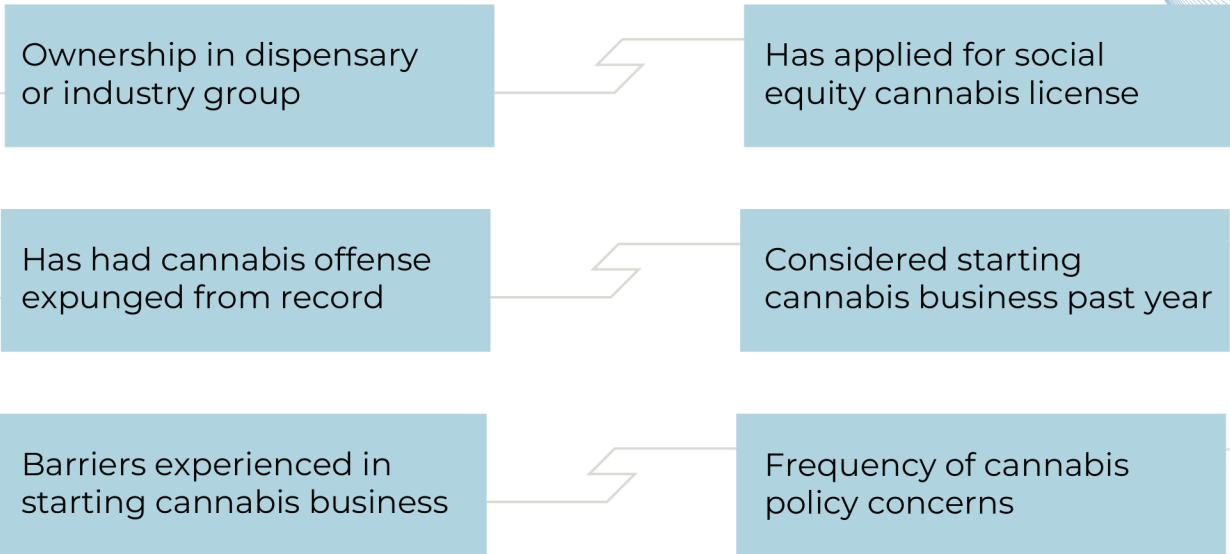 Ownership in dispensary
or industry group
Has applied for social
equity cannabis license
Has had cannabis offense
expunged from record
Considered starting
cannabis business past year
Barriers experienced in
starting cannabis business
Frequency of cannabis
policy concerns